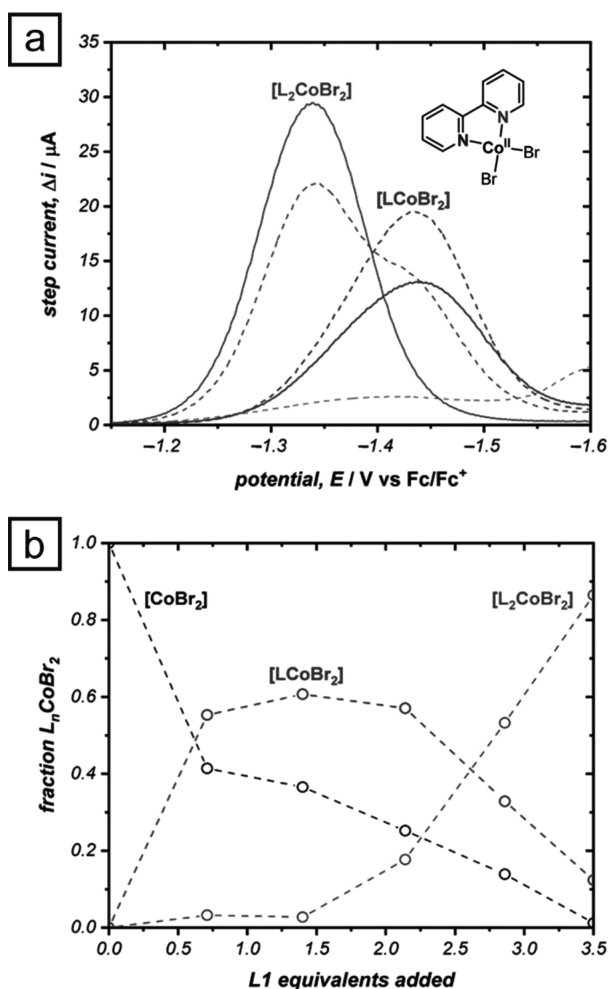 a
35
30
25
20
15
10
5
0
step current, Δi / μA
[L₂CoBr₂]
[LCoBr₂]
N
N
Coᴵᴵ
Br
Br
−1.2
−1.3
−1.4
−1.5
−1.6
potential, E / V vs Fc/Fc⁺
b
1.0
0.8
0.6
0.4
0.2
0.0
fraction LₙCoBr₂
[CoBr₂]
[LCoBr₂]
[L₂CoBr₂]
0.0
0.5
1.0
1.5
2.0
2.5
3.0
3.5
L1 equivalents added